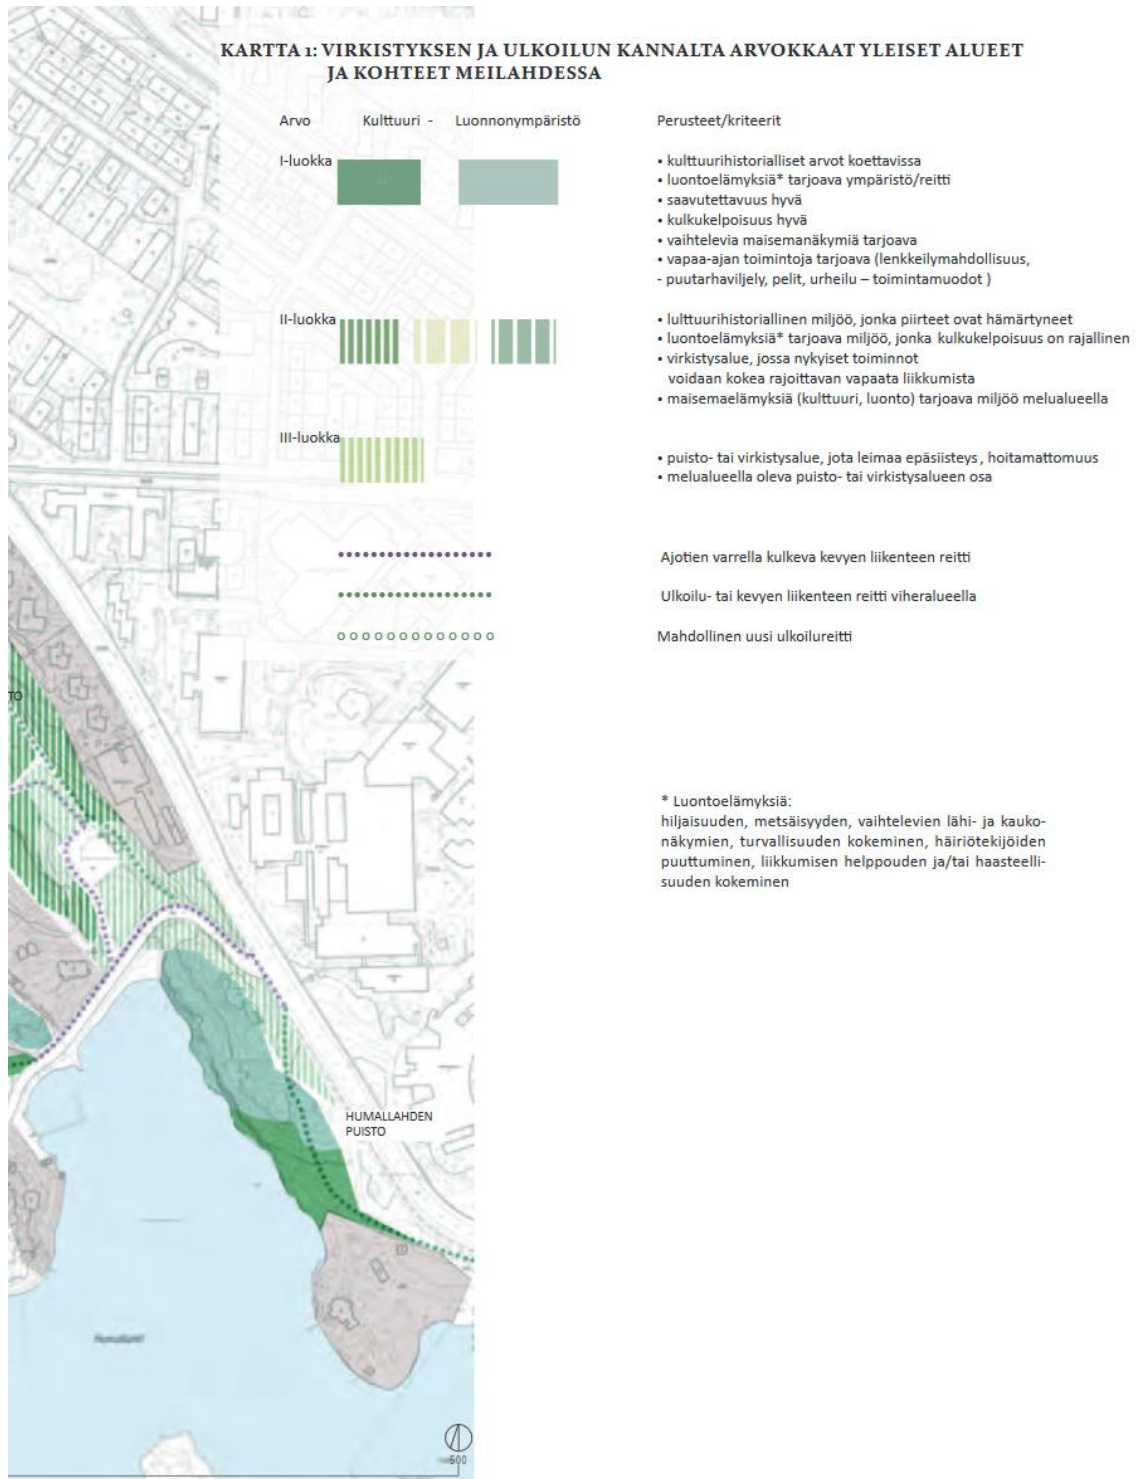 KARTTA 1: VIRKISTYKSEN JA ULKOILUN KANNALTA ARVOKKAAT YLEISET ALUEET
JA KOHTEET MEILAHDESSA
Arvo Kulttuuri - Luonnonympäristö Perusteet/kriteerit
I-luokka
• kulttuurihistorialliset arvot koettavissa
• luontoelämyksiä* tarjoava ympäristö/reitti
• saavutettavuus hyvä
• kulkukelpoisuus hyvä
• vaihtelevia maisemanäkymiä tarjoava
• vapaa-ajan toimintoja tarjoava (lenkkeilymahdollisuus,
- puutarhaviljely, pelit, urheilu – toimintamuodot )
II-luokka
• lulttuurihistoriallinen miljöö, jonka piirteet ovat hämärtyneet
• luontoelämyksiä* tarjoava miljöö, jonka kulkukelpoisuus on rajallinen
• virkistysalue, jossa nykyiset toiminnot
voidaan kokea rajoittavan vapaata liikkumista
• maisemaelämyksiä (kulttuuri, luonto) tarjoava miljöö melualueella
III-luokka
• puisto- tai virkistysalue, jota leimaa epäsiisteys, hoitamattomuus
• melualueella oleva puisto- tai virkistysalueen osa
Ajotien varrella kulkeva kevyen liikenteen reitti
Ulkoilu- tai kevyen liikenteen reitti viheralueella
Mahdollinen uusi ulkoilureitti
TO
* Luontoelämyksiä:
hiljaisuuden, metsäisyyden, vaihtelevien lähi- ja kauko-
näkymien, turvallisuuden kokeminen, häiriötekijöiden
puuttuminen, liikkumisen helppouden ja/tai haasteelli-
suuden kokeminen
HUMALLAHDEN
PUISTO
Humallahti
500